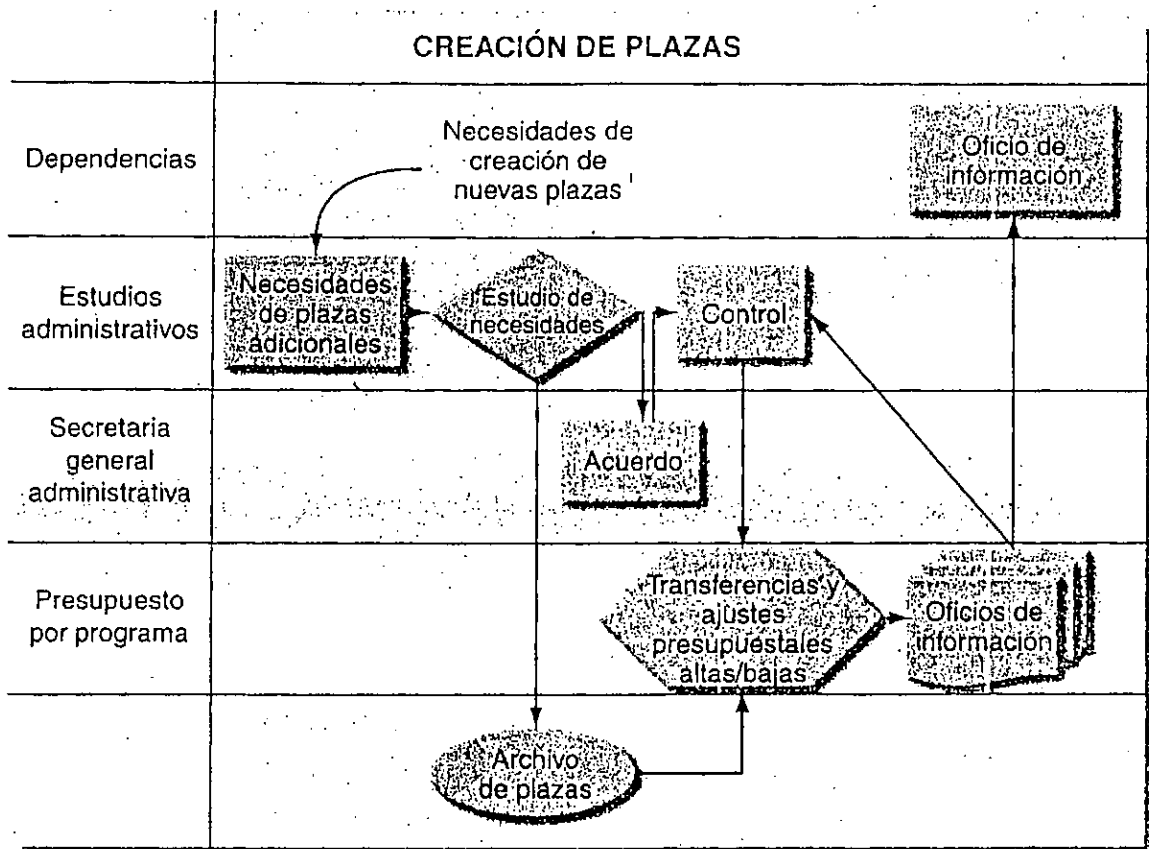 CREACIÓN DE PLAZAS
Dependencias
Necesidades de
creación de
nuevas plazas
Oficio de
información
Estudios
administrativos
Necesidades
de plazas
adicionales
Estudio de
necesidades
Control
Secretaria
general
administrativa
Acuerdo
Presupuesto
por programa
Transferencias y
ajustes
presupuestales
altas/bajas
Oficios de
información
Archivo
de plazas